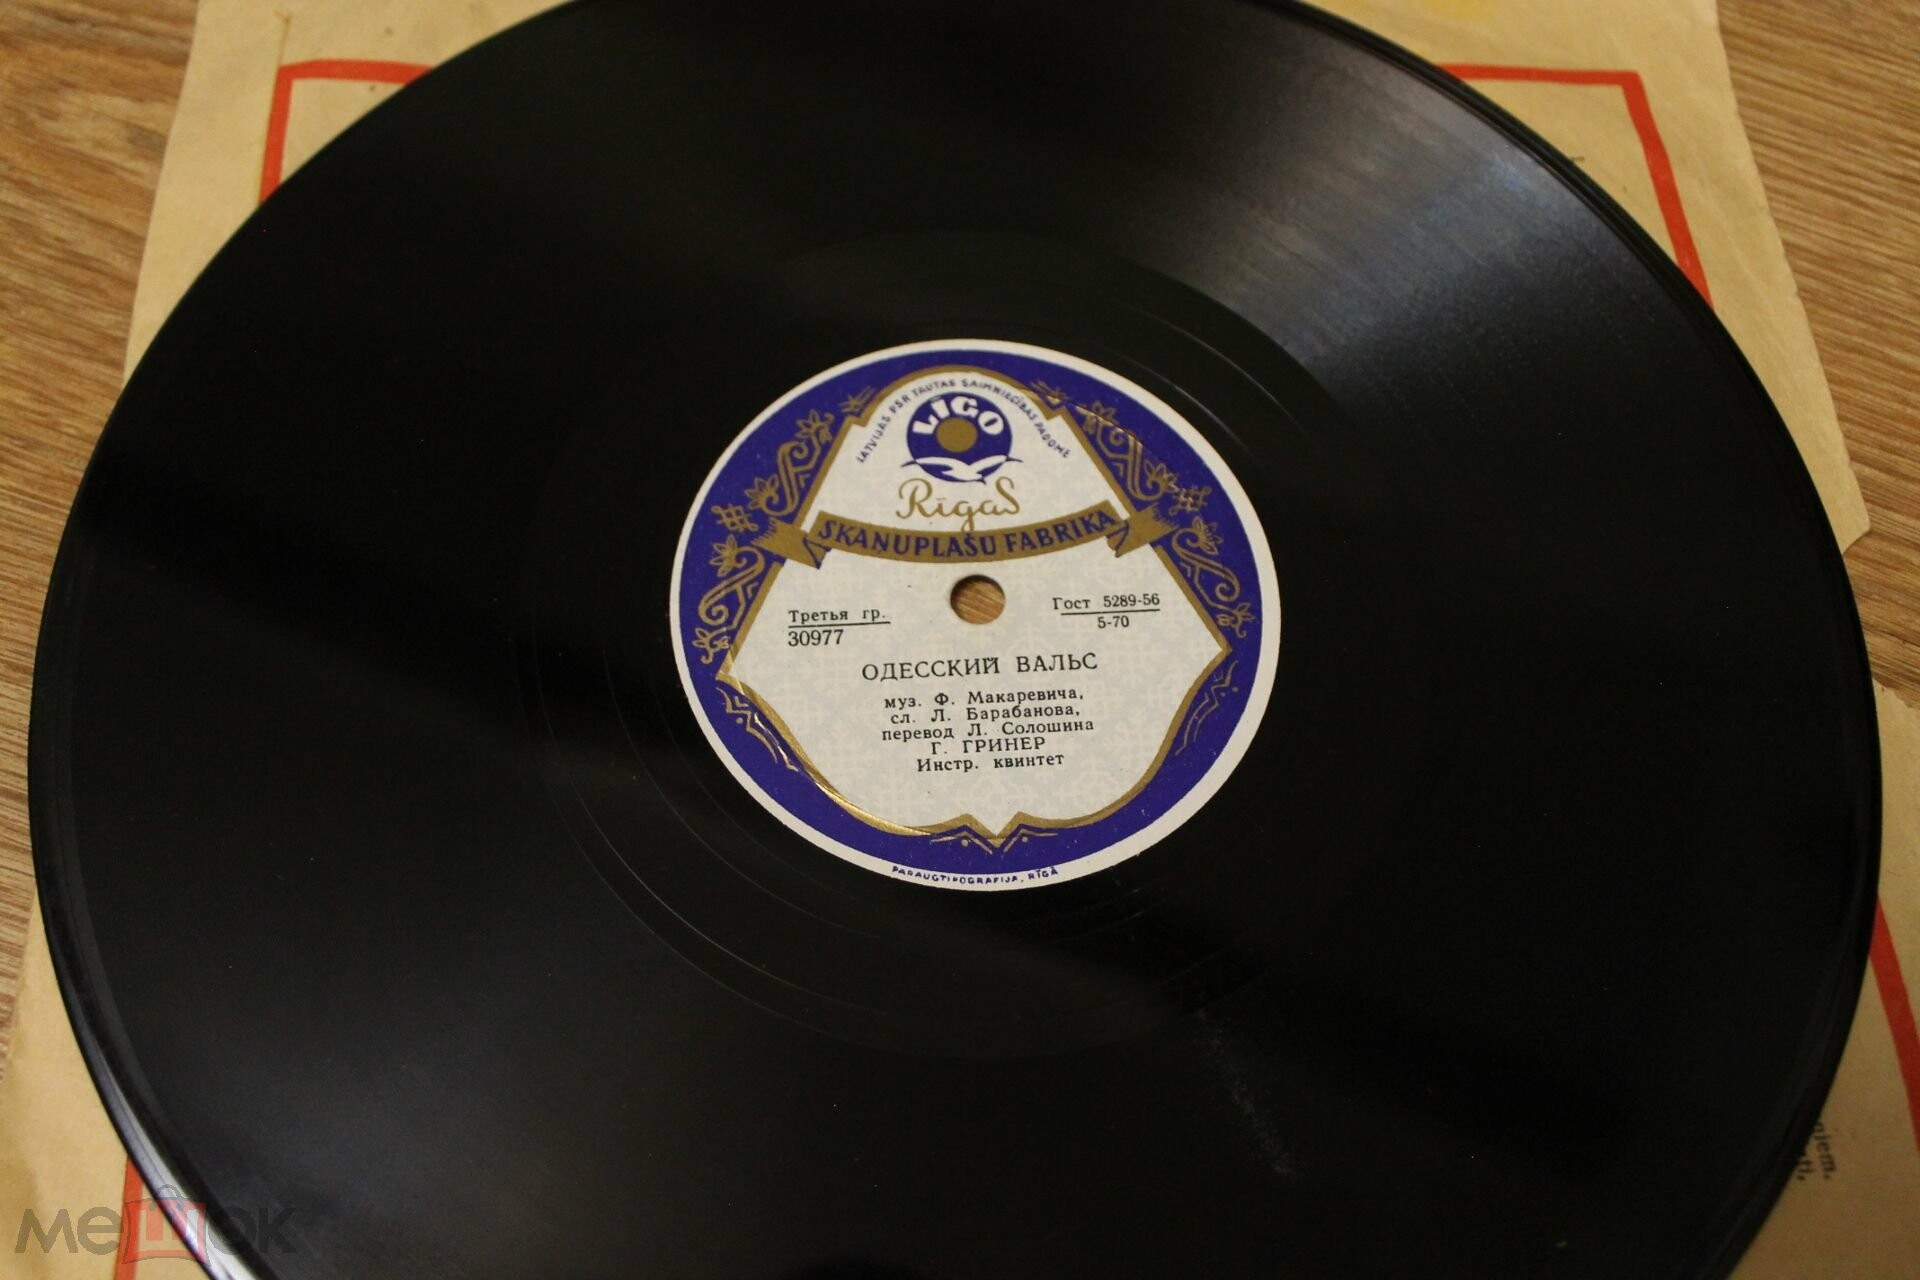 LATVIJAS PSR TAUTAS SAIMNIECĪBAS PADOME
LĪGO
Rīgas
SKAŅUPLAŠU FABRIKA
Третья гр.
30977
Гост 5289-56
5-70
ОДЕССКИЙ ВАЛЬС
муз. Ф. Макаревича,
сл. Л. Барабанова,
перевод Л. Солошина
Г. ГРИНЕР
Инстр. квинтет
PARAUGTIPOGRAFIJA, RĪGĀ
мешок